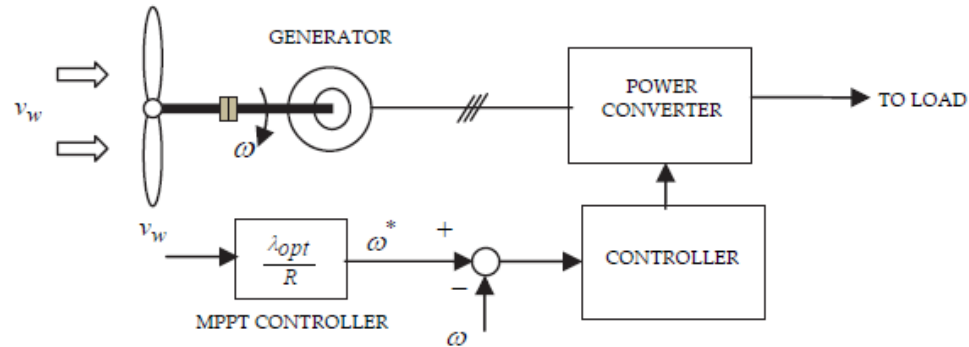 GENERATOR
v_w
ω
POWER
CONVERTER
TO LOAD
v_w
λ_opt
R
ω*
+
−
ω
CONTROLLER
MPPT CONTROLLER